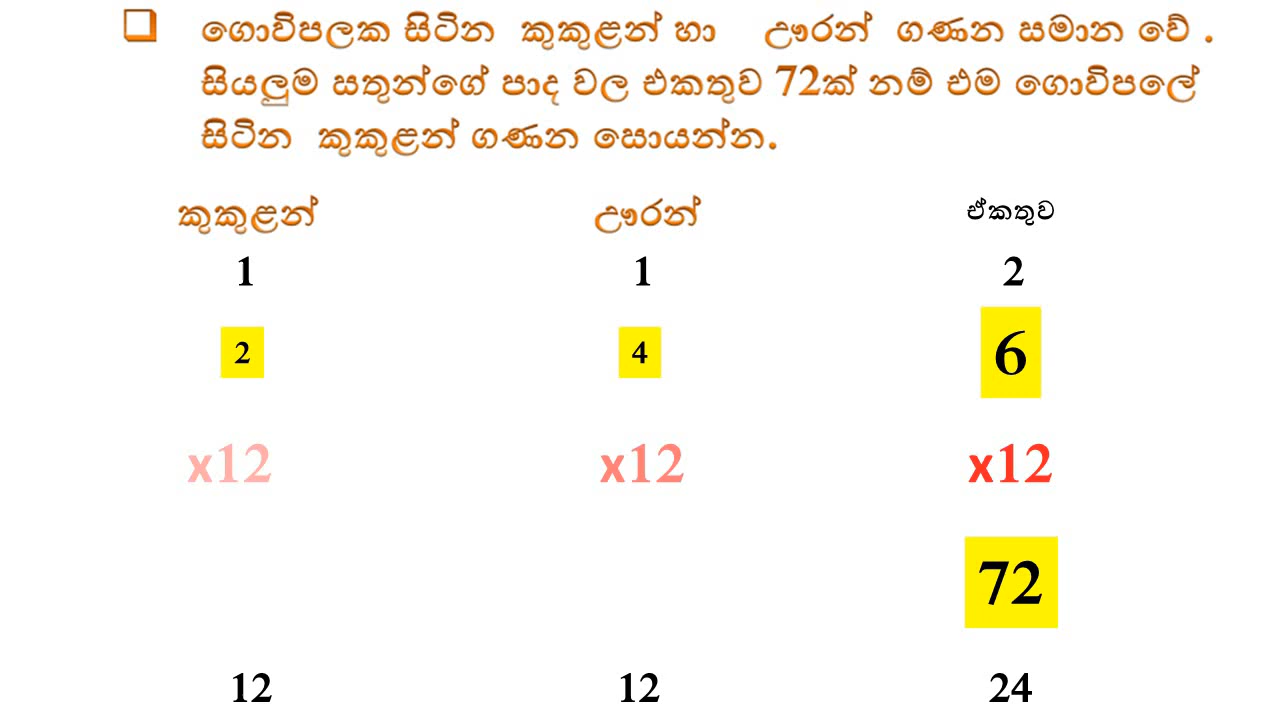 ගොවිපලක සිටින කුකුළන් හා ඌරන් ගණන සමාන වේ .
සියලුම සතුන්ගේ පාද වල එකතුව 72ක් නම් එම ගොවිපලේ
සිටින කුකුළන් ගණන සොයන්න.
කුකුළන් ඌරන් ඒකතුව
1 1 2
2 4 6
x12 x12 x12
72
12 12 24